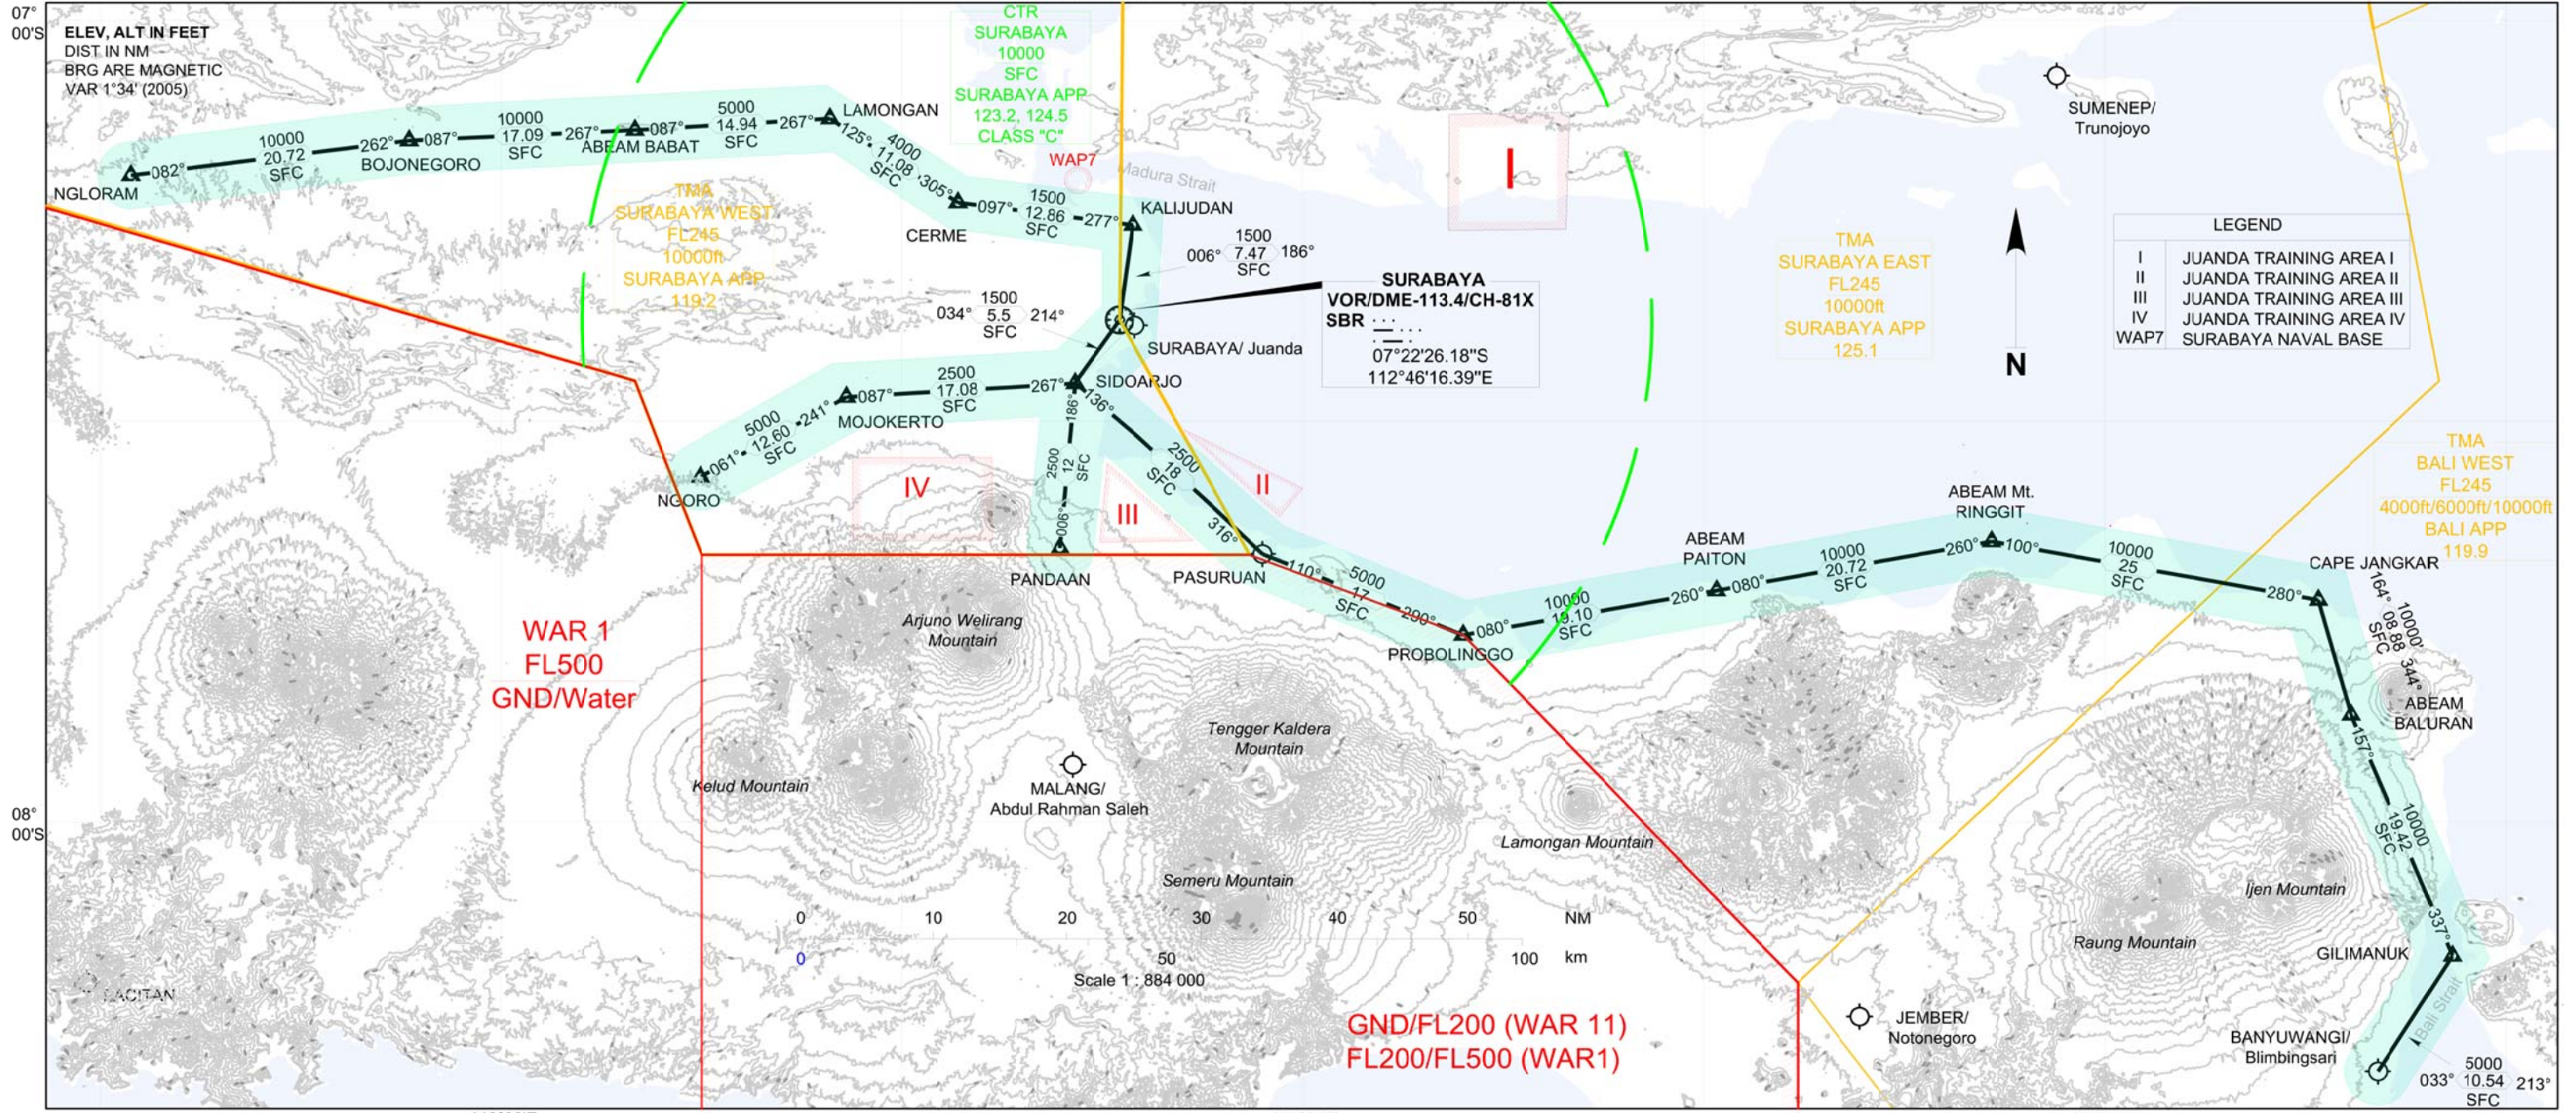 07°
00'S
ELEV, ALT IN FEET
DIST IN NM
BRG ARE MAGNETIC
VAR 1°34' (2005)
CTR
SURABAYA
10000
SFC
SURABAYA APP
123.2, 124.5
CLASS "C"
WAP7
Madura Strait
I
SUMENEP/
Trunojoyo
NGLORAM
082°
10000
20.72
SFC
262°
BOJONEGORO
087°
10000
17.09
SFC
267°
ABEAM BABAT
087°
5000
14.94
SFC
267°
LAMONGAN
125°
4000
11.08
SFC
305°
CERME
097°
1500
12.86
SFC
277°
KALIJUDAN
006°
1500
7.47
SFC
186°
TMA
SURABAYA WEST
FL245
10000ft
SURABAYA APP
119.2
034°
1500
5.5
SFC
214°
SURABAYA
VOR/DME-113.4/CH-81X
SBR
07°22'26.18"S
112°46'16.39"E
SURABAYA/ Juanda
TMA
SURABAYA EAST
FL245
10000ft
SURABAYA APP
125.1
N
LEGEND
I JUANDA TRAINING AREA I
II JUANDA TRAINING AREA II
III JUANDA TRAINING AREA III
IV JUANDA TRAINING AREA IV
WAP7 SURABAYA NAVAL BASE
NGORO
061°
5000
12.60
SFC
241°
MOJOKERTO
087°
2500
17.08
SFC
267°
SIDOARJO
186°
2500
12
SFC
006°
PANDAAN
136°
2500
18
SFC
316°
PASURUAN
IV
III
II
110°
5000
17
SFC
290°
PROBOLINGGO
080°
10000
19.10
SFC
260°
ABEAM
PAITON
080°
10000
20.72
SFC
260°
ABEAM Mt.
RINGGIT
100°
10000
25
SFC
280°
CAPE JANGKAR
TMA
BALI WEST
FL245
4000ft/6000ft/10000ft
BALI APP
119.9
164°
10000'
08.88
SFC
344°
ABEAM
BALURAN
157°
10000
19.42
SFC
337°
GILIMANUK
BANYUWANGI/
Blimbingsari
Bali Strait
033°
5000
10.54
SFC
213°
WAR 1
FL500
GND/Water
Arjuno Welirang
Mountain
Kelud Mountain
MALANG/
Abdul Rahman Saleh
Tengger Kaldera
Mountain
Semeru Mountain
Lamongan Mountain
Ijen Mountain
Raung Mountain
08°
00'S
0 10 20 30 40 50 NM
0 50 100 km
Scale 1 : 884 000
GND/FL200 (WAR 11)
FL200/FL500 (WAR1)
JEMBER/
Notonegoro